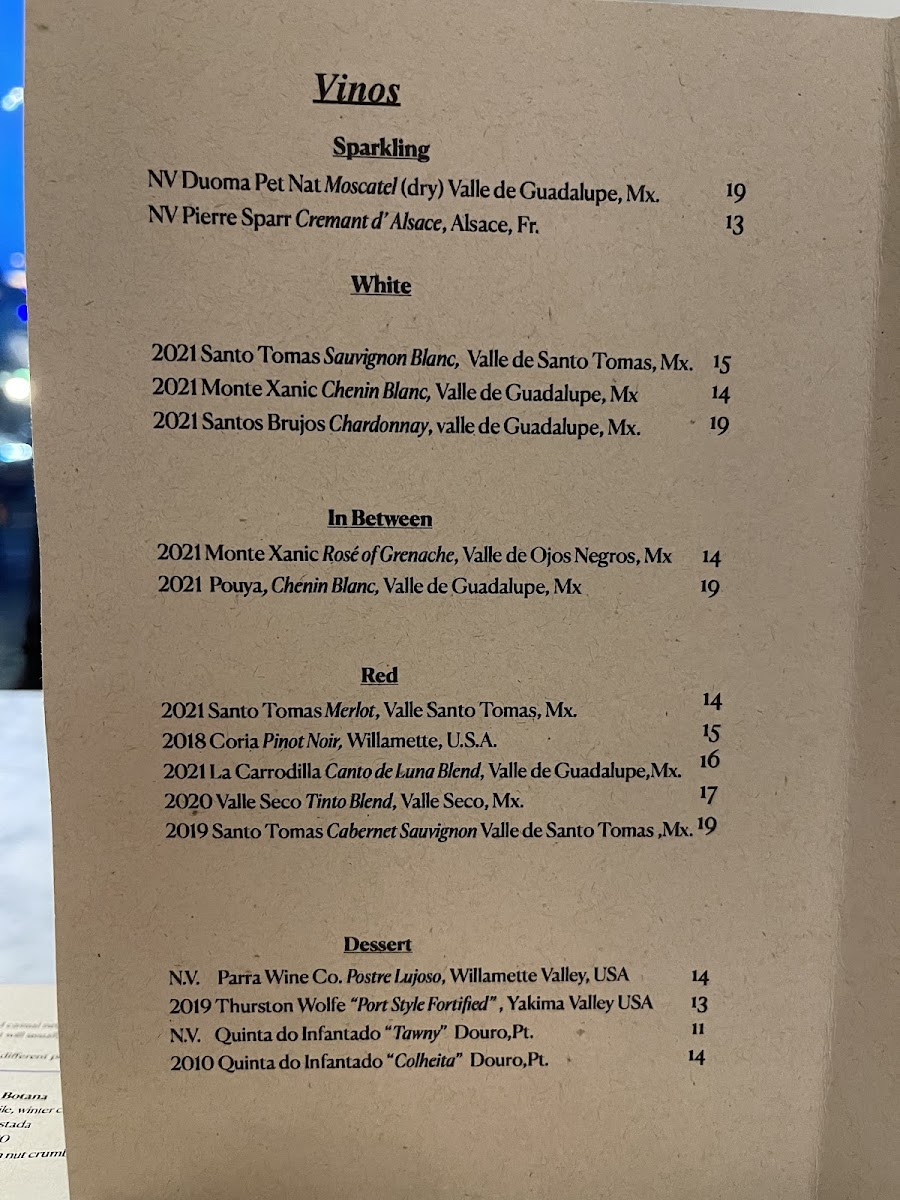 Vinos
Sparkling
NV Duoma Pet Nat Moscatel (dry) Valle de Guadalupe, Mx. 19
NV Pierre Sparr Cremant d' Alsace, Alsace, Fr. 13
White
2021 Santo Tomas Sauvignon Blanc, Valle de Santo Tomas, Mx. 15
2021 Monte Xanic Chenin Blanc, Valle de Guadalupe, Mx 14
2021 Santos Brujos Chardonnay, valle de Guadalupe, Mx. 19
In Between
2021 Monte Xanic Rosé of Grenache, Valle de Ojos Negros, Mx 14
2021 Pouya, Chenin Blanc, Valle de Guadalupe, Mx 19
Red
2021 Santo Tomas Merlot, Valle Santo Tomas, Mx. 14
2018 Coria Pinot Noir, Willamette, U.S.A. 15
2021 La Carrodilla Canto de Luna Blend, Valle de Guadalupe,Mx. 16
2020 Valle Seco Tinto Blend, Valle Seco, Mx. 17
2019 Santo Tomas Cabernet Sauvignon Valle de Santo Tomas ,Mx. 19
Dessert
N.V. Parra Wine Co. Postre Lujoso, Willamette Valley, USA 14
2019 Thurston Wolfe "Port Style Fortified" , Yakima Valley USA 13
N.V. Quinta do Infantado "Tawny" Douro,Pt. 11
2010 Quinta do Infantado "Colheita" Douro,Pt. 14
different
Botana
winter
nut